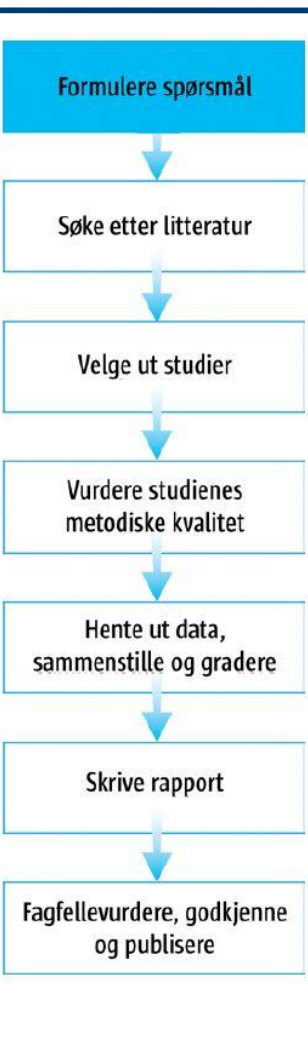 Formulere spørsmål
Søke etter litteratur
Velge ut studier
Vurdere studienes
metodiske kvalitet
Hente ut data,
sammenstille og gradere
Skrive rapport
Fagfellevurdere, godkjenne
og publisere